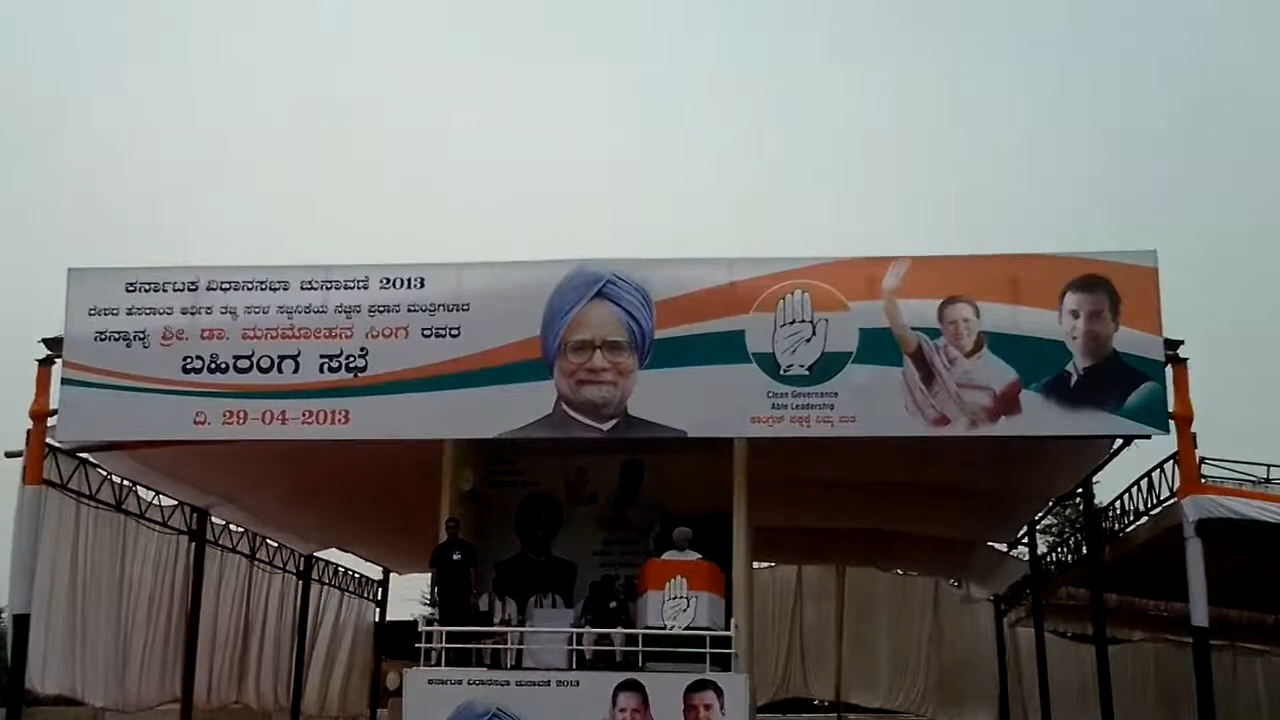 ಕರ್ನಾಟಕ ವಿಧಾನಸಭಾ ಚುನಾವಣೆ 2013
ದೇಶದ ಹೆಸರಾಂತ ಆರ್ಥಿಕ ತಜ್ಞ ಸರಳ ಸಜ್ಜನಿಕೆಯ ನೆಚ್ಚಿನ ಪ್ರಧಾನ ಮಂತ್ರಿಗಳಾದ
ಸನ್ಮಾನ್ಯ ಶ್ರೀ. ಡಾ. ಮನಮೋಹನ ಸಿಂಗ ರವರ
ಬಹಿರಂಗ ಸಭೆ
ದಿ. 29-04-2013
Clean Governance
Able Leadership
ಕಾಂಗ್ರೆಸ್ ಪಕ್ಷಕ್ಕೆ ನಿಮ್ಮ ಮತ
ಕರ್ನಾಟಕ ವಿಧಾನಸಭಾ ಚುನಾವಣೆ 2013